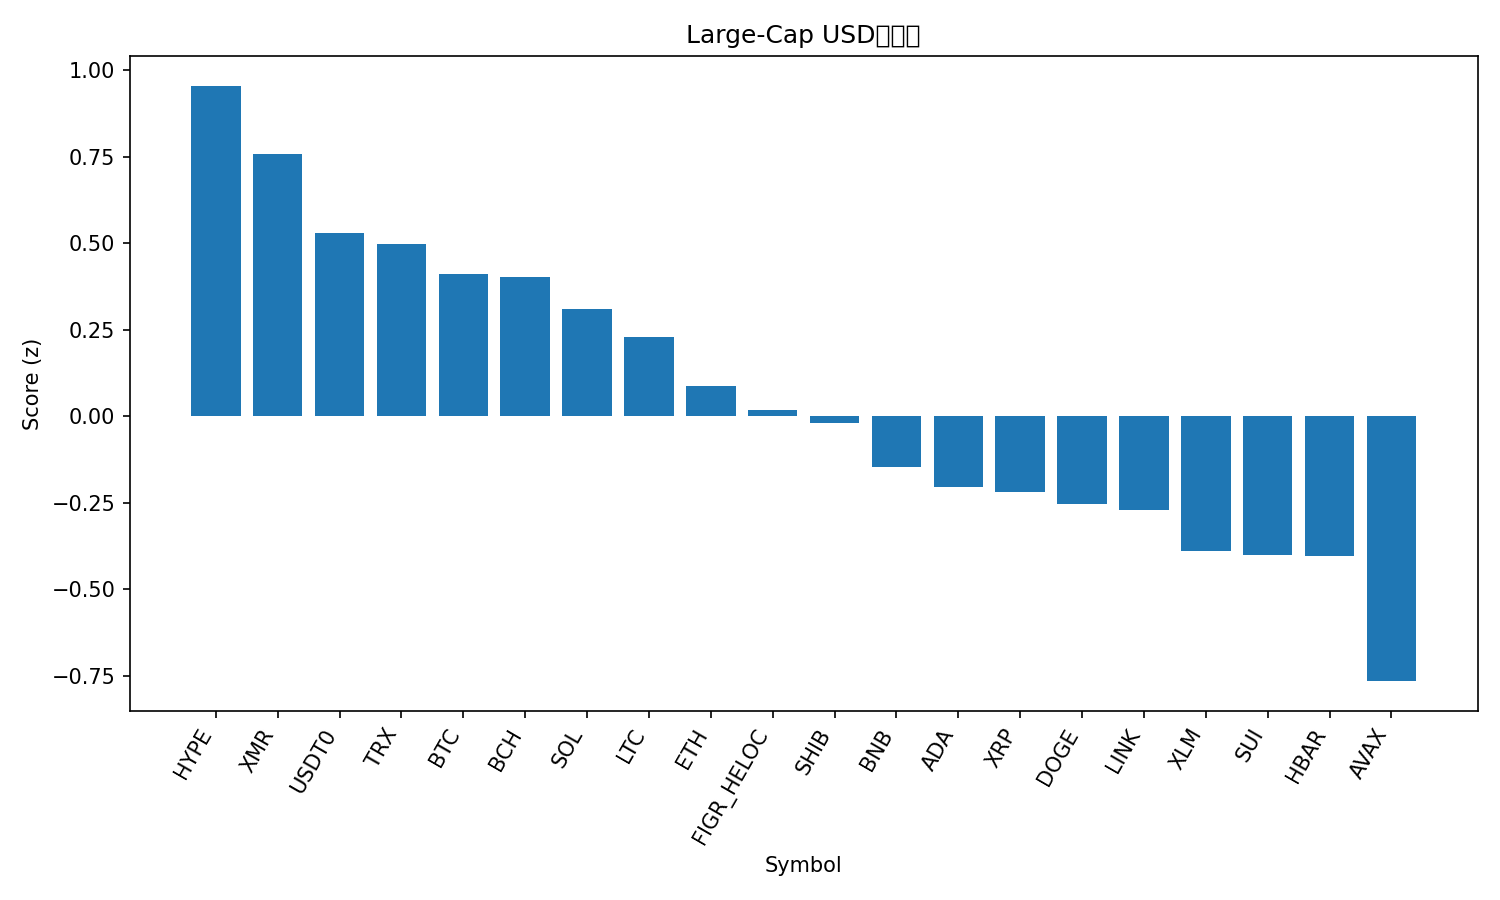 Large-Cap USD
1.00
0.75
0.50
0.25
0.00
−0.25
−0.50
−0.75
Score (z)
HYPE
XMR
USDT0
TRX
BTC
BCH
SOL
LTC
ETH
FIGR_HELOC
SHIB
BNB
ADA
XRP
DOGE
LINK
XLM
SUI
HBAR
AVAX
Symbol